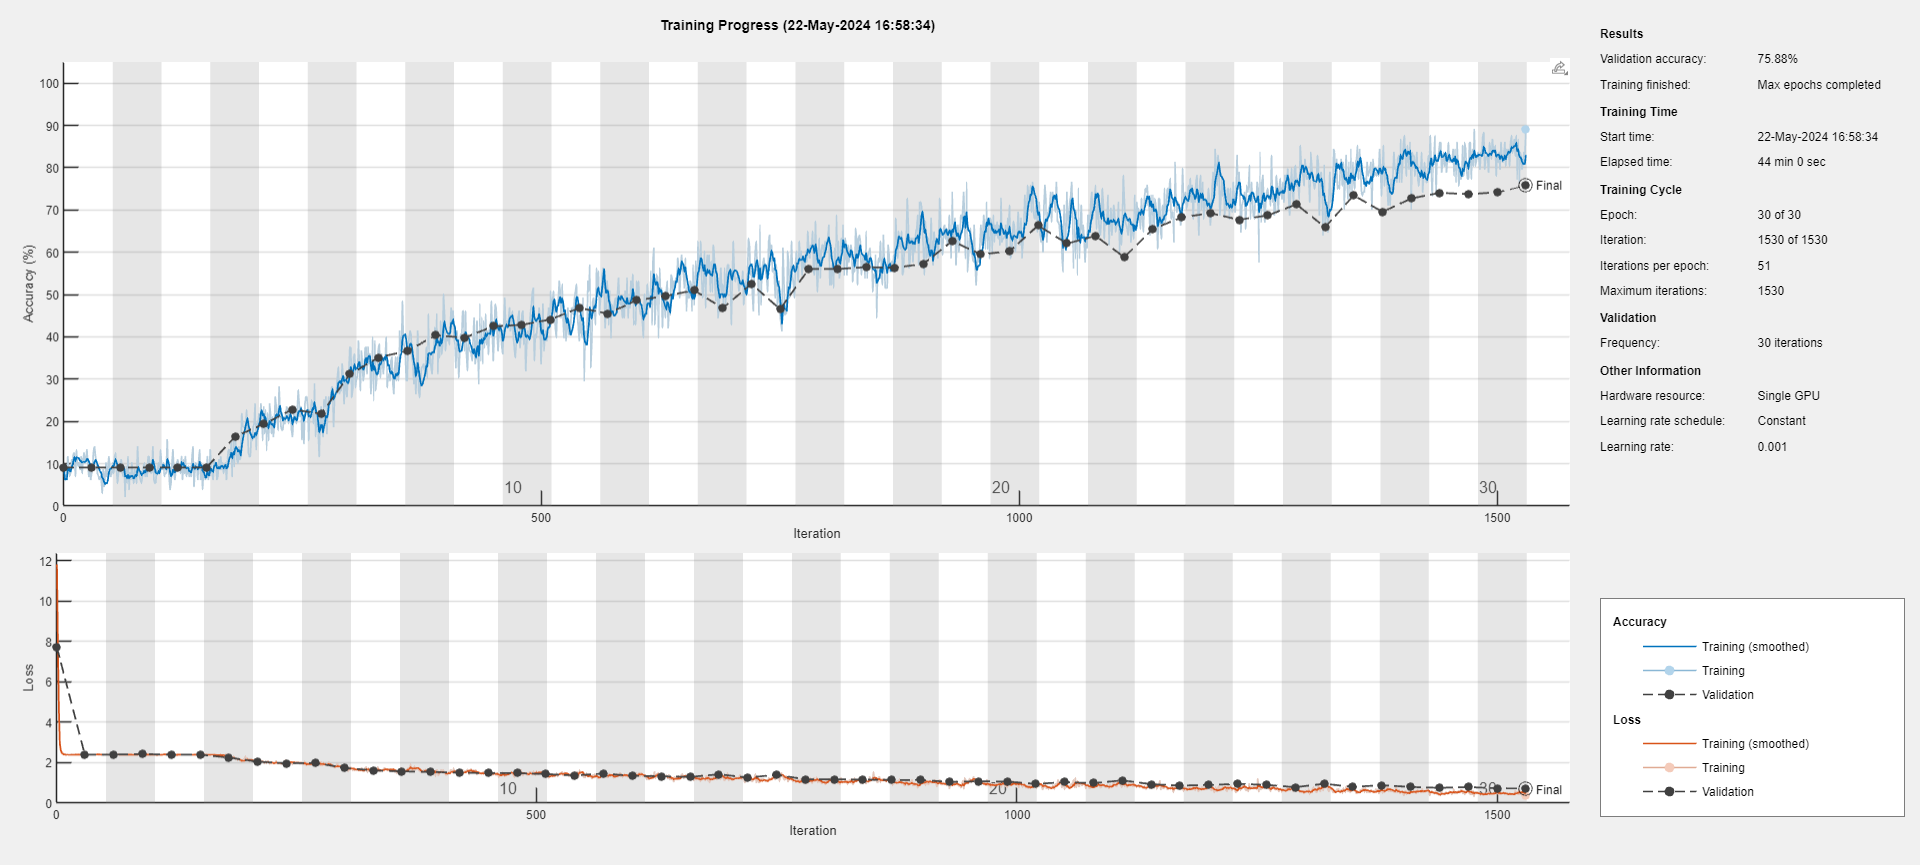 Training Progress (22-May-2024 16:58:34)
100
90
80
70
60
50
40
30
20
10
0
Accuracy (%)
Final
10
20
30
0
500
1000
1500
Iteration
12
10
8
6
4
2
0
Loss
Final
10
20
30
0
500
1000
1500
Iteration
Results
Validation accuracy: 75.88%
Training finished: Max epochs completed
Training Time
Start time: 22-May-2024 16:58:34
Elapsed time: 44 min 0 sec
Training Cycle
Epoch: 30 of 30
Iteration: 1530 of 1530
Iterations per epoch: 51
Maximum iterations: 1530
Validation
Frequency: 30 iterations
Other Information
Hardware resource: Single GPU
Learning rate schedule: Constant
Learning rate: 0.001
Accuracy
Training (smoothed)
Training
Validation
Loss
Training (smoothed)
Training
Validation